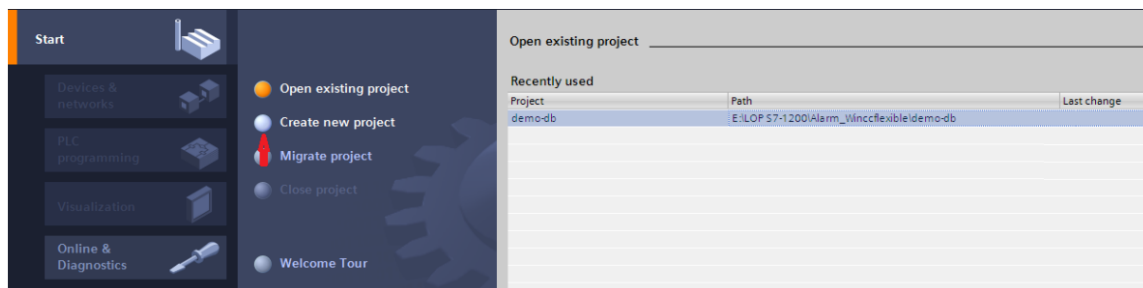 Start
Devices &
networks
PLC
programming
Visualization
Online &
Diagnostics
Open existing project
Create new project
Migrate project
Close project
Welcome Tour
Open existing project
Recently used
Project Path Last change
demo-db E:\LOP S7-1200\Alarm_Winccflexible\demo-db